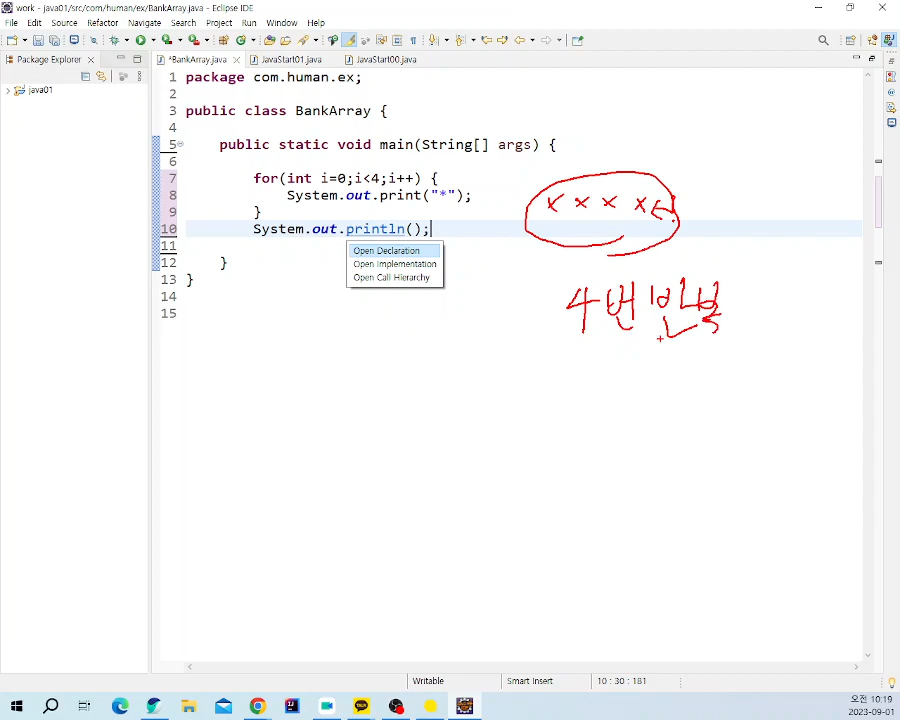 work - java01/src/com/human/ex/BankArray.java - Eclipse IDE
File Edit Source Refactor Navigate Search Project Run Window Help
Package Explorer
java01
*BankArray.java JavaStart01.java JavaStart00.java
1 package com.human.ex;
2
3 public class BankArray {
4
5 public static void main(String[] args) {
6
7 for(int i=0;i<4;i++) {
8 System.out.print("*");
9 }
10 System.out.println();
11
12 }
13 }
14
15
Open Declaration
Open Implementation
Open Call Hierarchy
x x x x
4번 반복
Writable Smart Insert 10 : 30 : 181
오전 10:19
2023-09-01